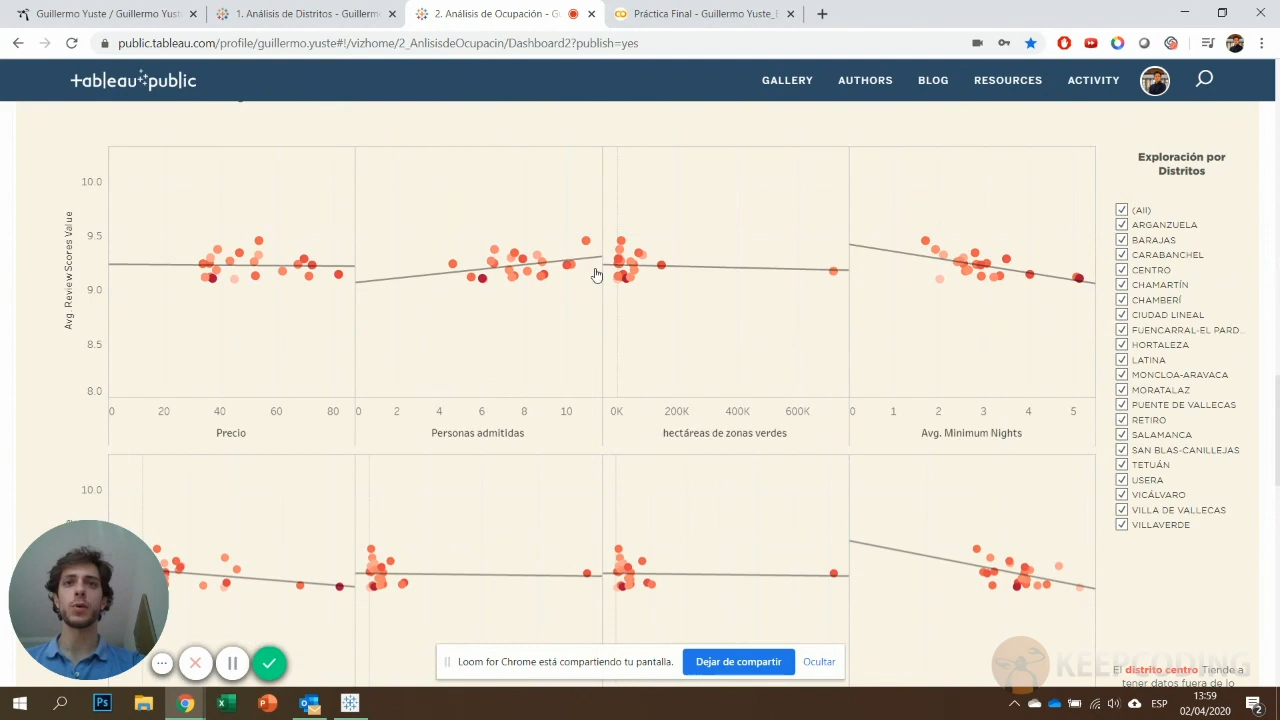 Guillermo Yuste / Guillermo Yuste
1. Análisis de Distritos - Guillerm
2. Análisis de Ocupación - Gu
Práctica Final - Guillermo Yuste_E
public.tableau.com/profile/guillermo.yuste#!/vizhome/2_AnlisisdeOcupacin/Dashboard2?publish=yes
+ableau+public
GALLERY
AUTHORS
BLOG
RESOURCES
ACTIVITY
Exploración por
Distritos
(All)
ARGANZUELA
BARAJAS
CARABANCHEL
CENTRO
CHAMARTÍN
CHAMBERÍ
CIUDAD LINEAL
FUENCARRAL-EL PARD...
HORTALEZA
LATINA
MONCLOA-ARAVACA
MORATALAZ
PUENTE DE VALLECAS
RETIRO
SALAMANCA
SAN BLAS-CANILLEJAS
TETUÁN
USERA
VICÁLVARO
VILLA DE VALLECAS
VILLAVERDE
Avg. Review Scores Value
10.0
9.5
9.0
8.5
8.0
0 20 40 60 80
0 2 4 6 8 10
0K 200K 400K 600K
0 1 2 3 4 5
Precio
Personas admitidas
hectáreas de zonas verdes
Avg. Minimum Nights
10.0
Loom for Chrome está compartiendo tu pantalla.
Dejar de compartir
Ocultar
KEEPCODING
El distrito centro Tiende a
tener datos fuera de lo
ESP
13:59
02/04/2020
2